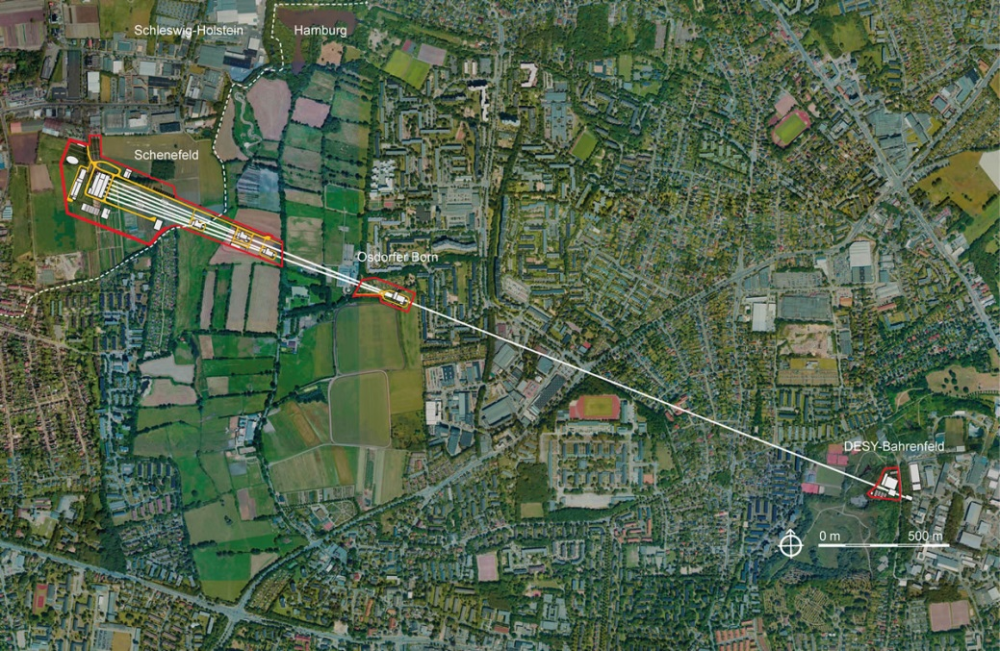 Schleswig-Holstein
Hamburg
Schenefeld
Osdorfer Born
DESY-Bahrenfeld
0 m
500 m